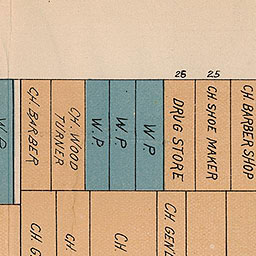 26
25
W.P.
CH. BARBER
CH. WOOD
TURNER
W.P.
W.P.
W.P.
DRUG STORE
CH SHOE MAKER
CH. BARBER SHOP
CH. G
CH.
CH
CH. GEN'L